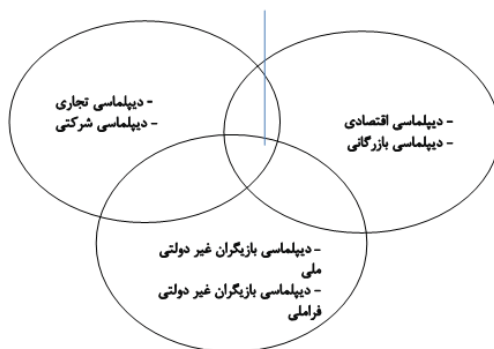 - دیپلماسی اقتصادی
- دیپلماسی بازرگانی
- دیپلماسی تجاری
- دیپلماسی شرکتی
- دیپلماسی بازیگران غیر دولتی
ملی
- دیپلماسی بازیگران غیر دولتی
فراملی